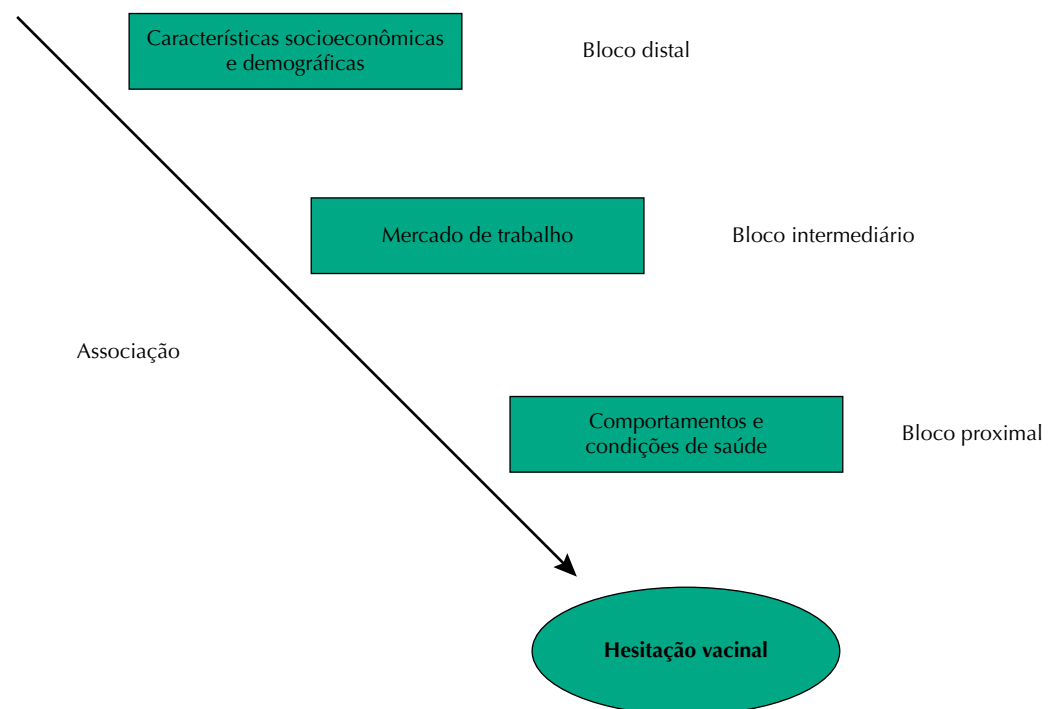 Características socioeconômicas
e demográficas
Bloco distal
Mercado de trabalho
Bloco intermediário
Associação
Comportamentos e
condições de saúde
Bloco proximal
Hesitação vacinal